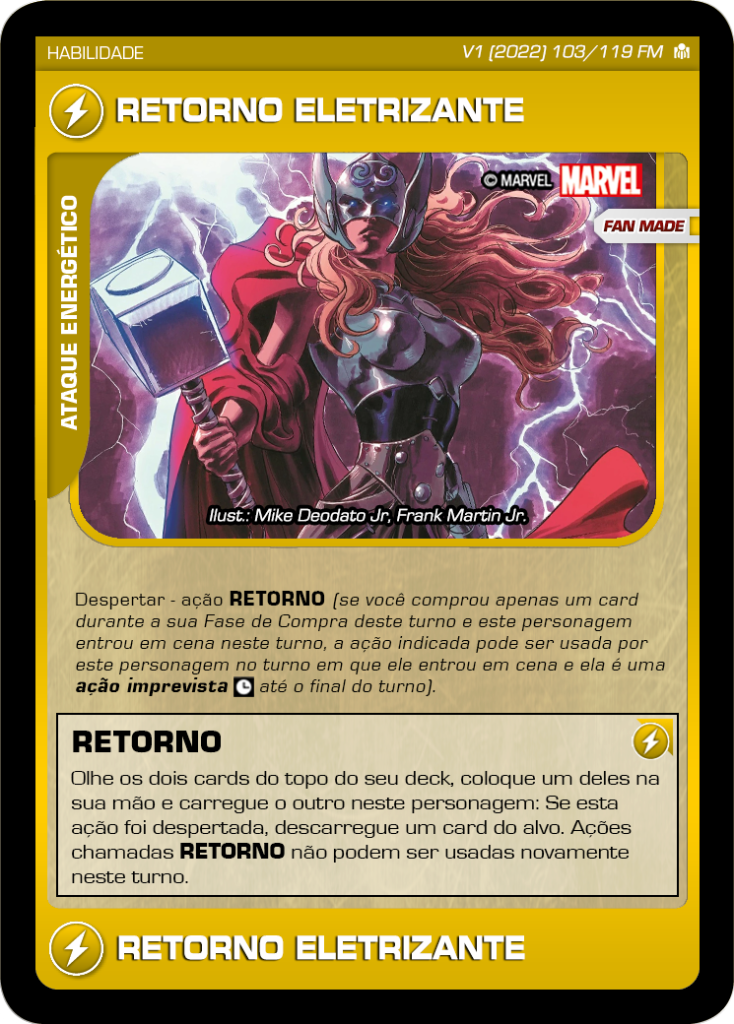 HABILIDADE
V1 (2022) 103/119 FM
RETORNO ELETRIZANTE
ATAQUE ENERGÉTICO
© MARVEL MARVEL
FAN MADE
Ilust.: Mike Deodato Jr, Frank Martin Jr.
Despertar - ação RETORNO (se você comprou apenas um card
durante a sua Fase de Compra deste turno e este personagem
entrou em cena neste turno, a ação indicada pode ser usada por
este personagem no turno em que ele entrou em cena e ela é uma
ação imprevista até o final do turno).
RETORNO
Olhe os dois cards do topo do seu deck, coloque um deles na
sua mão e carregue o outro neste personagem: Se esta
ação foi despertada, descarregue um card do alvo. Ações
chamadas RETORNO não podem ser usadas novamente
neste turno.
RETORNO ELETRIZANTE